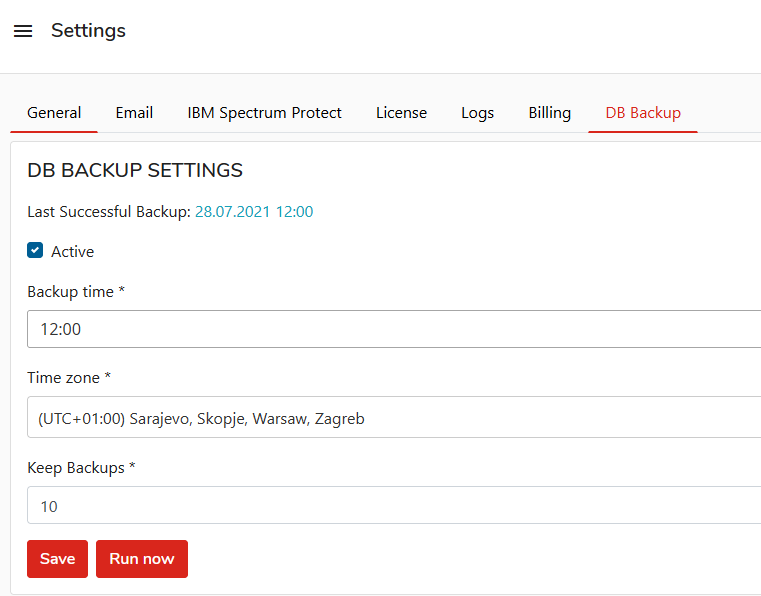 Settings
General Email IBM Spectrum Protect License Logs Billing DB Backup
DB BACKUP SETTINGS
Last Successful Backup: 28.07.2021 12:00
Active
Backup time *
12:00
Time zone *
(UTC+01:00) Sarajevo, Skopje, Warsaw, Zagreb
Keep Backups *
10
Save Run now